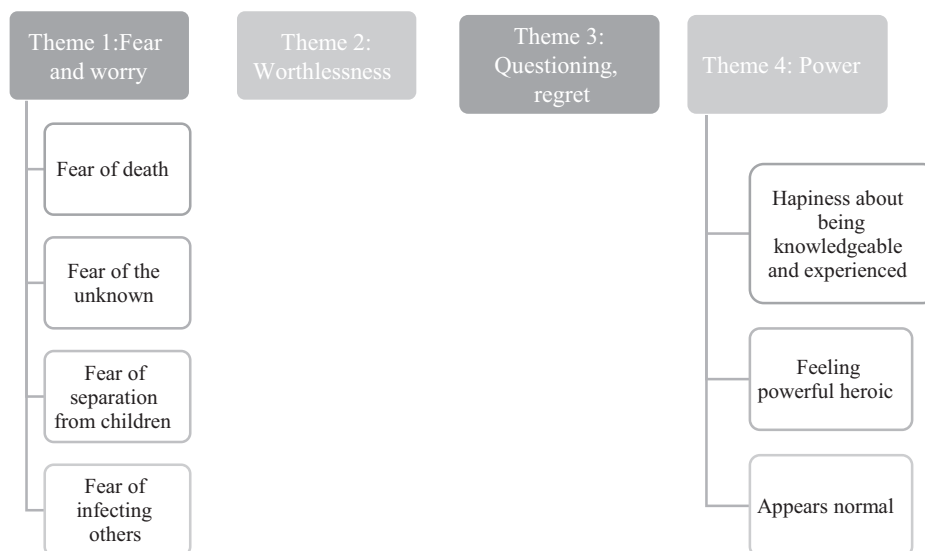 Theme 1:Fear
and worry
Theme 2:
Worthlessness
Theme 3:
Questioning,
regret
Theme 4: Power
Fear of death
Fear of the
unknown
Fear of
separation
from children
Fear of
infecting
others
Hapiness about
being
knowledgeable
and experienced
Feeling
powerful heroic
Appears normal